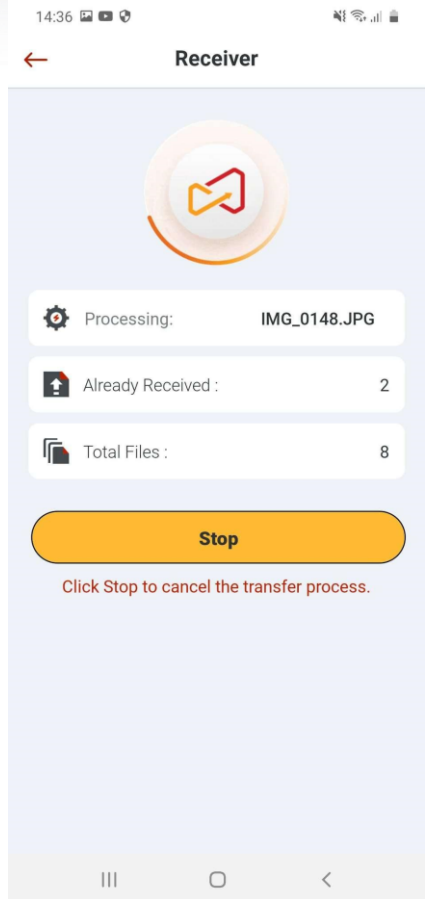 14:36
Receiver
Processing: IMG_0148.JPG
Already Received : 2
Total Files : 8
Stop
Click Stop to cancel the transfer process.